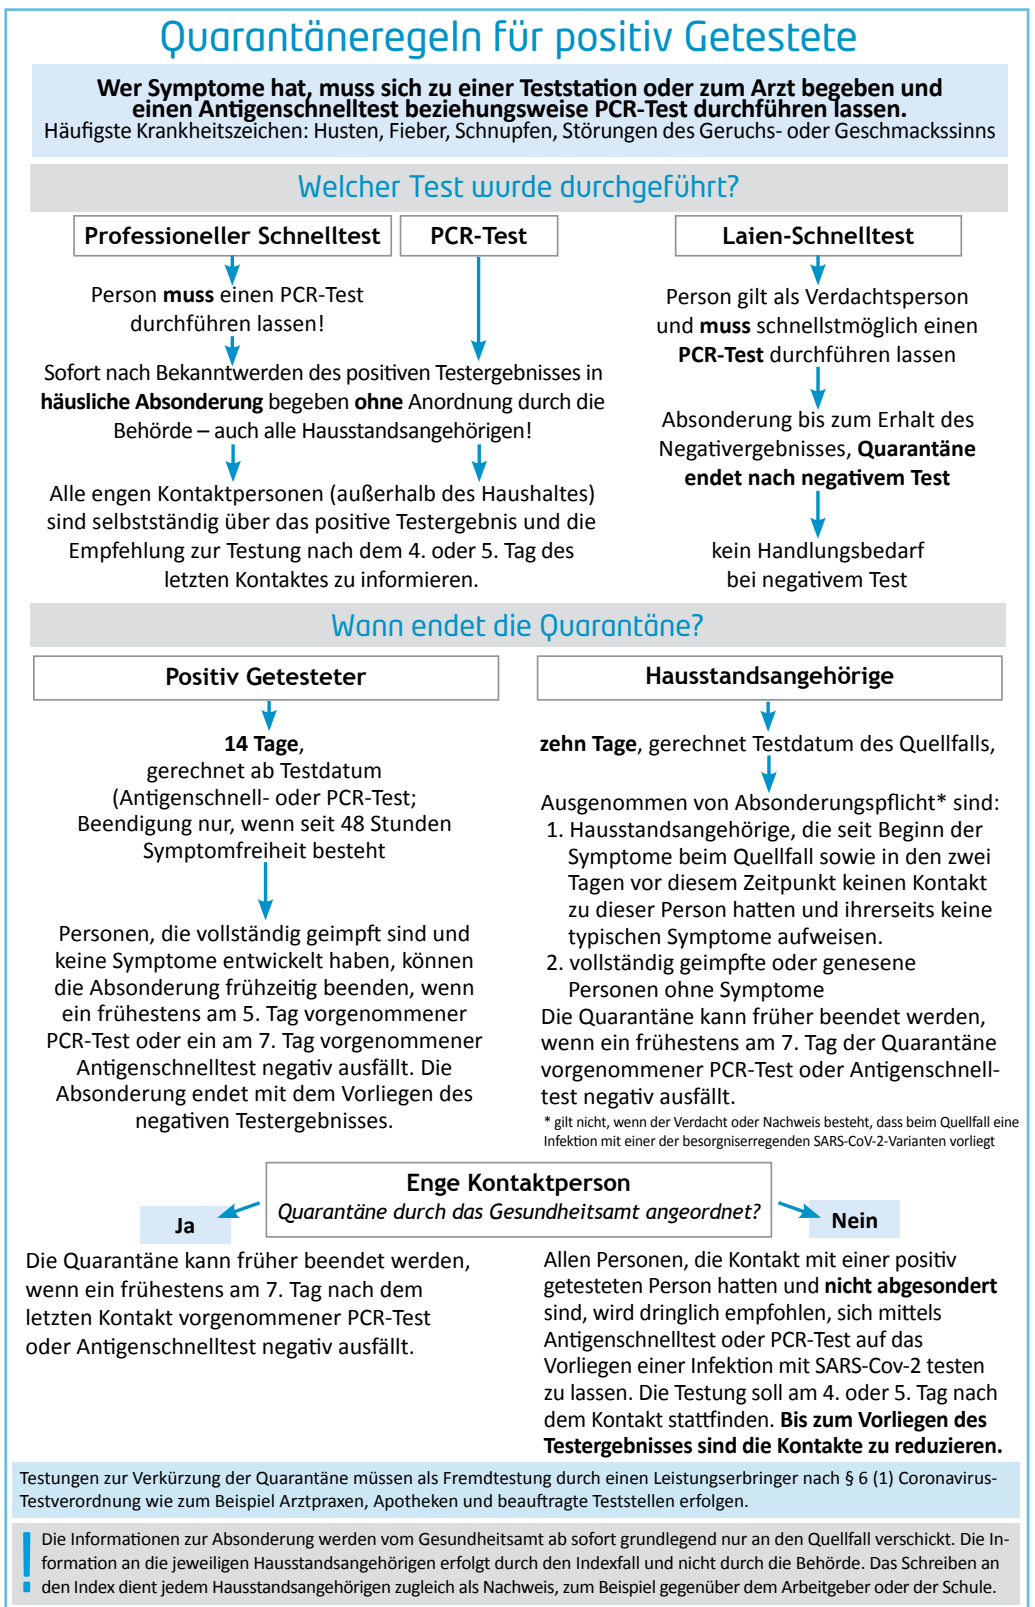 Quarantäneregeln für positiv Getestete
Wer Symptome hat, muss sich zu einer Teststation oder zum Arzt begeben und
einen Antigenschnelltest beziehungsweise PCR-Test durchführen lassen.
Häufigste Krankheitszeichen: Husten, Fieber, Schnupfen, Störungen des Geruchs- oder Geschmackssinns
Welcher Test wurde durchgeführt?
Professioneller Schnelltest
Person muss einen PCR-Test
durchführen lassen!
PCR-Test
Sofort nach Bekanntwerden des positiven Testergebnisses in
häusliche Absonderung begeben ohne Anordnung durch die
Behörde – auch alle Hausstandsangehörigen!
Alle engen Kontaktpersonen (außerhalb des Haushaltes)
sind selbstständig über das positive Testergebnis und die
Empfehlung zur Testung nach dem 4. oder 5. Tag des
letzten Kontaktes zu informieren.
Laien-Schnelltest
Person gilt als Verdachtsperson
und muss schnellstmöglich einen
PCR-Test durchführen lassen
Absonderung bis zum Erhalt des
Negativergebnisses, Quarantäne
endet nach negativem Test
kein Handlungsbedarf
bei negativem Test
Wann endet die Quarantäne?
Positiv Getesteter
14 Tage,
gerechnet ab Testdatum
(Antigenschnell- oder PCR-Test;
Beendigung nur, wenn seit 48 Stunden
Symptomfreiheit besteht
Personen, die vollständig geimpft sind und
keine Symptome entwickelt haben, können
die Absonderung frühzeitig beenden, wenn
ein frühestens am 5. Tag vorgenommener
PCR-Test oder ein am 7. Tag vorgenommener
Antigenschnelltest negativ ausfällt. Die
Absonderung endet mit dem Vorliegen des
negativen Testergebnisses.
Hausstandsangehörige
zehn Tage, gerechnet Testdatum des Quellfalls,
Ausgenommen von Absonderungspflicht* sind:
1. Hausstandsangehörige, die seit Beginn der
Symptome beim Quellfall sowie in den zwei
Tagen vor diesem Zeitpunkt keinen Kontakt
zu dieser Person hatten und ihrerseits keine
typischen Symptome aufweisen.
2. vollständig geimpfte oder genesene
Personen ohne Symptome
Die Quarantäne kann früher beendet werden,
wenn ein frühestens am 7. Tag der Quarantäne
vorgenommener PCR-Test oder Antigenschnell-
test negativ ausfällt.
* gilt nicht, wenn der Verdacht oder Nachweis besteht, dass beim Quellfall eine
Infektion mit einer der besorgniserregenden SARS-CoV-2-Varianten vorliegt
Enge Kontaktperson
Quarantäne durch das Gesundheitsamt angeordnet?
Ja
Die Quarantäne kann früher beendet werden,
wenn ein frühestens am 7. Tag nach dem
letzten Kontakt vorgenommener PCR-Test
oder Antigenschnelltest negativ ausfällt.
Nein
Allen Personen, die Kontakt mit einer positiv
getesteten Person hatten und nicht abgesondert
sind, wird dringlich empfohlen, sich mittels
Antigenschnelltest oder PCR-Test auf das
Vorliegen einer Infektion mit SARS-Cov-2 testen
zu lassen. Die Testung soll am 4. oder 5. Tag nach
dem Kontakt stattfinden. Bis zum Vorliegen des
Testergebnisses sind die Kontakte zu reduzieren.
Testungen zur Verkürzung der Quarantäne müssen als Fremdtestung durch einen Leistungserbringer nach § 6 (1) Coronavirus-
Testverordnung wie zum Beispiel Arztpraxen, Apotheken und beauftragte Teststellen erfolgen.
! Die Informationen zur Absonderung werden vom Gesundheitsamt ab sofort grundlegend nur an den Quellfall verschickt. Die In-
formation an die jeweiligen Hausstandsangehörigen erfolgt durch den Indexfall und nicht durch die Behörde. Das Schreiben an
den Index dient jedem Hausstandsangehörigen zugleich als Nachweis, zum Beispiel gegenüber dem Arbeitgeber oder der Schule.